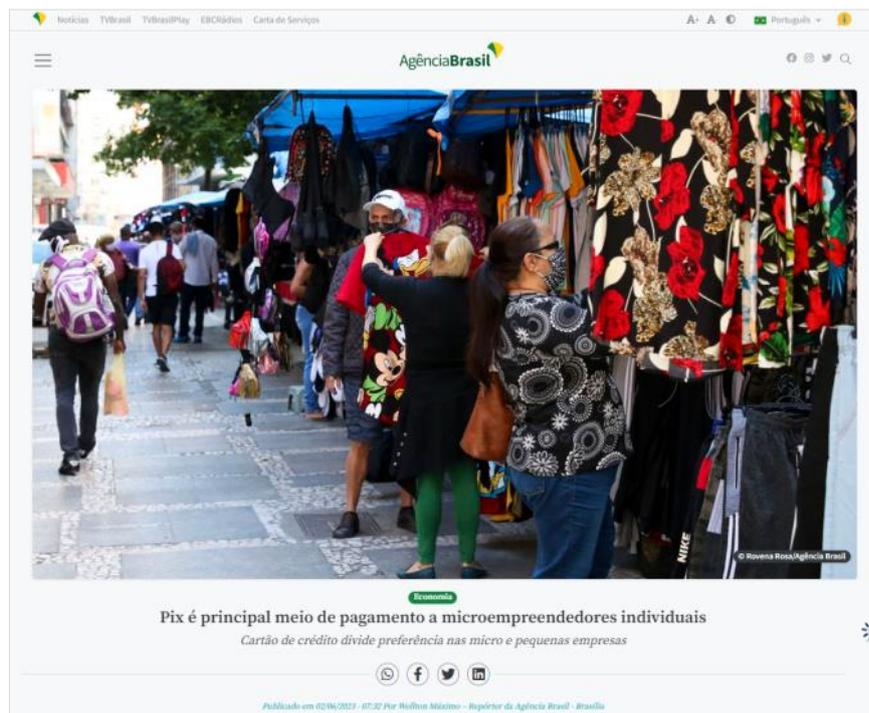 Notícias TVBrasil TVBrasilPlay EBCRádios Carta de Serviços A+ A- Português
AgênciaBrasil
NIKE
© Rovena Rosa/Agência Brasil
Economia
Pix é principal meio de pagamento a microempreendedores individuais
Cartão de crédito divide preferência nas micro e pequenas empresas
Publicado em 02/06/2023 - 07:32 Por Wellton Máximo – Repórter da Agência Brasil - Brasília